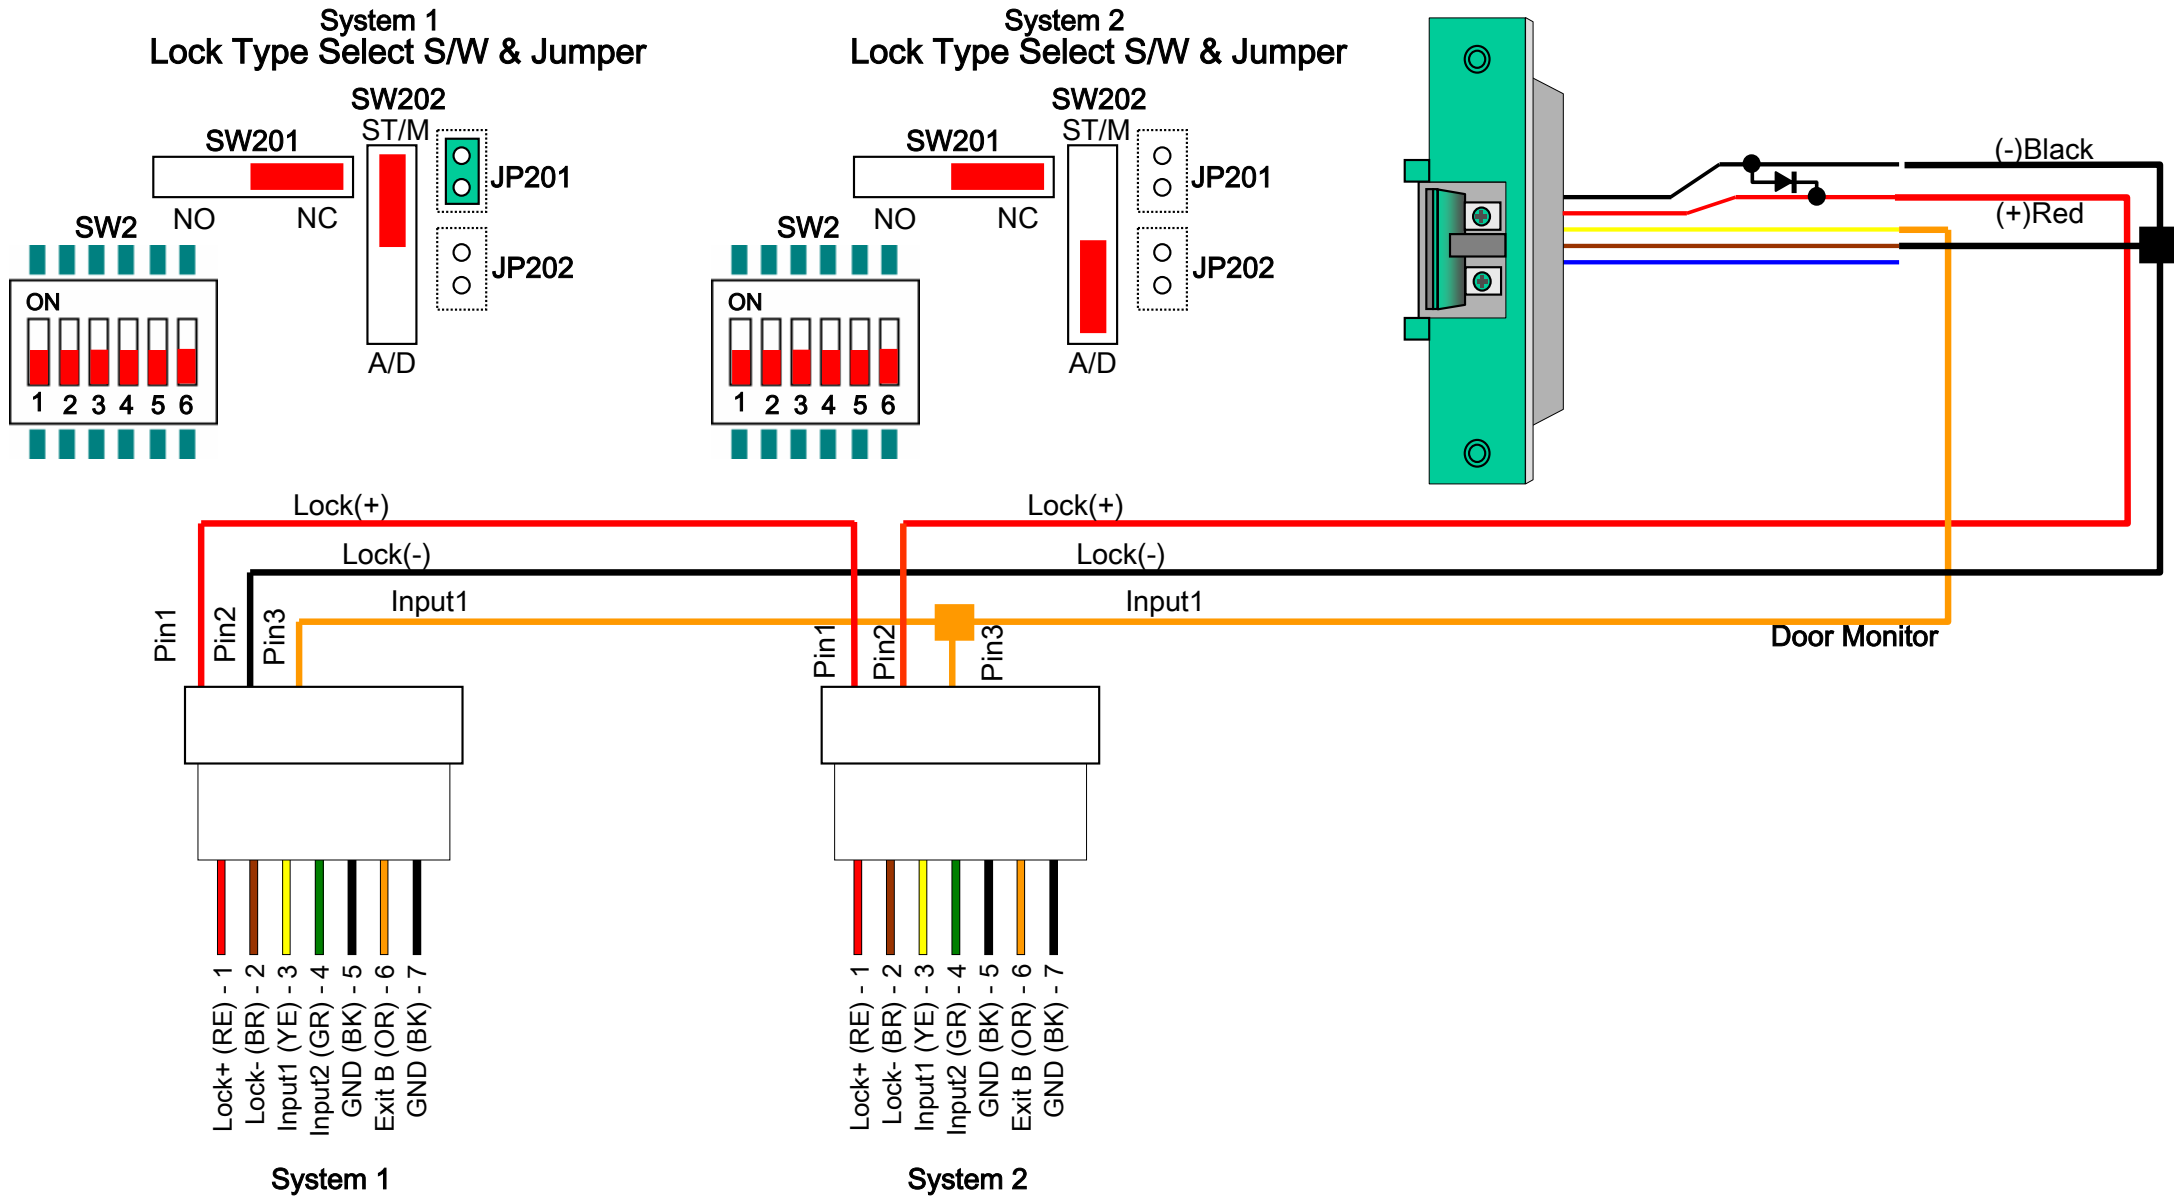 System 1
Lock Type Select S/W & Jumper
SW202
ST/M
SW201
JP201
NO NC
SW2
JP202
ON
A/D
1 2 3 4 5 6
System 2
Lock Type Select S/W & Jumper
SW202
ST/M
SW201
JP201
NO NC
SW2
JP202
ON
A/D
1 2 3 4 5 6
(-)Black
(+)Red
Lock(+)
Lock(-)
Input1
Lock(+)
Lock(-)
Input1
Door Monitor
Pin1
Pin2
Pin3
Pin1
Pin2
Pin3
Lock+ (RE) - 1
Lock- (BR) - 2
Input1 (YE) - 3
Input2 (GR) - 4
GND (BK) - 5
Exit B (OR) - 6
GND (BK) - 7
System 1
Lock+ (RE) - 1
Lock- (BR) - 2
Input1 (YE) - 3
Input2 (GR) - 4
GND (BK) - 5
Exit B (OR) - 6
GND (BK) - 7
System 2